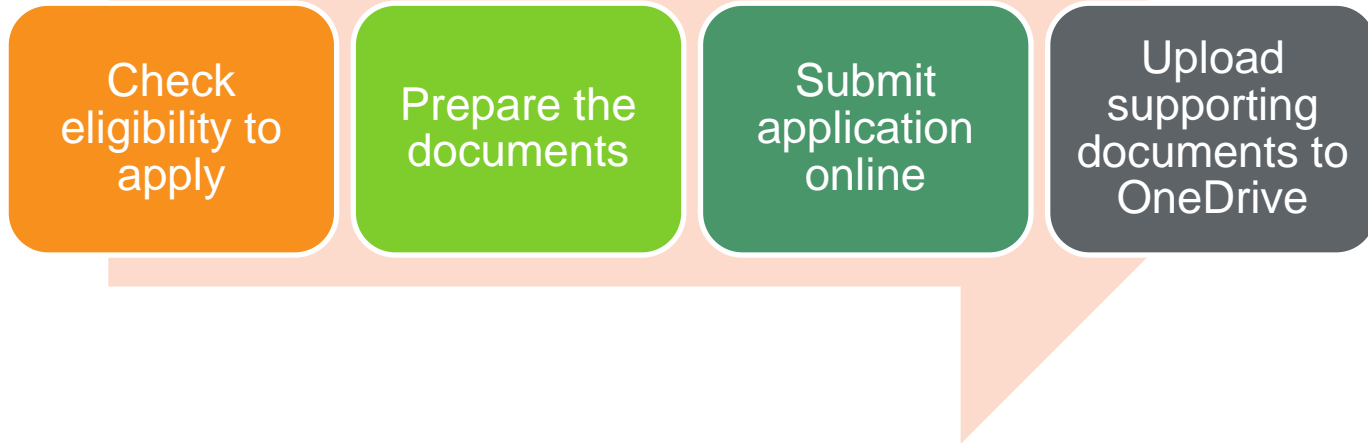 Check
eligibility to
apply
Prepare the
documents
Submit
application
online
Upload
supporting
documents to
OneDrive